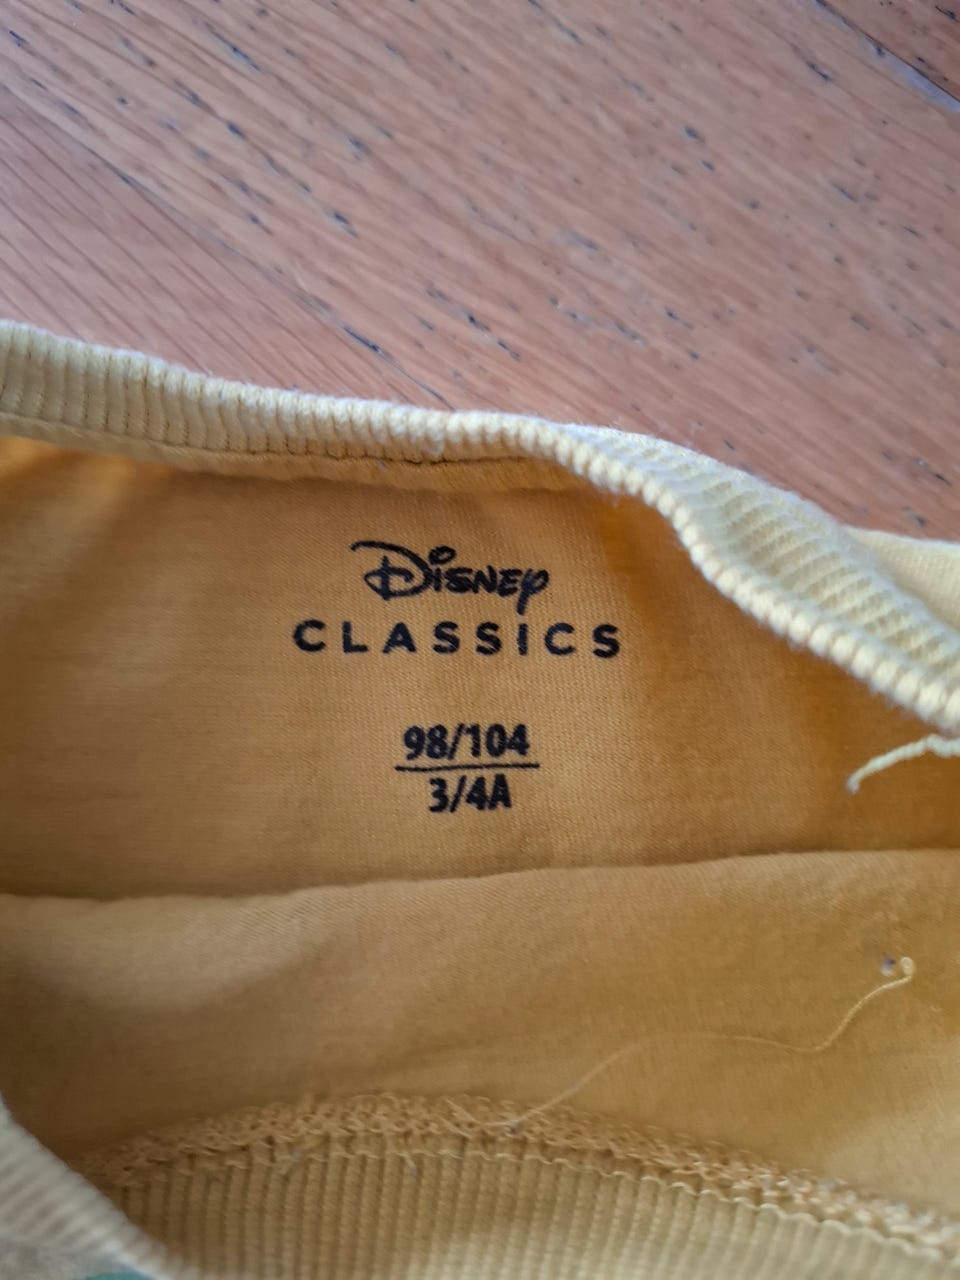 Disney
CLASSICS
98/104
3/4A